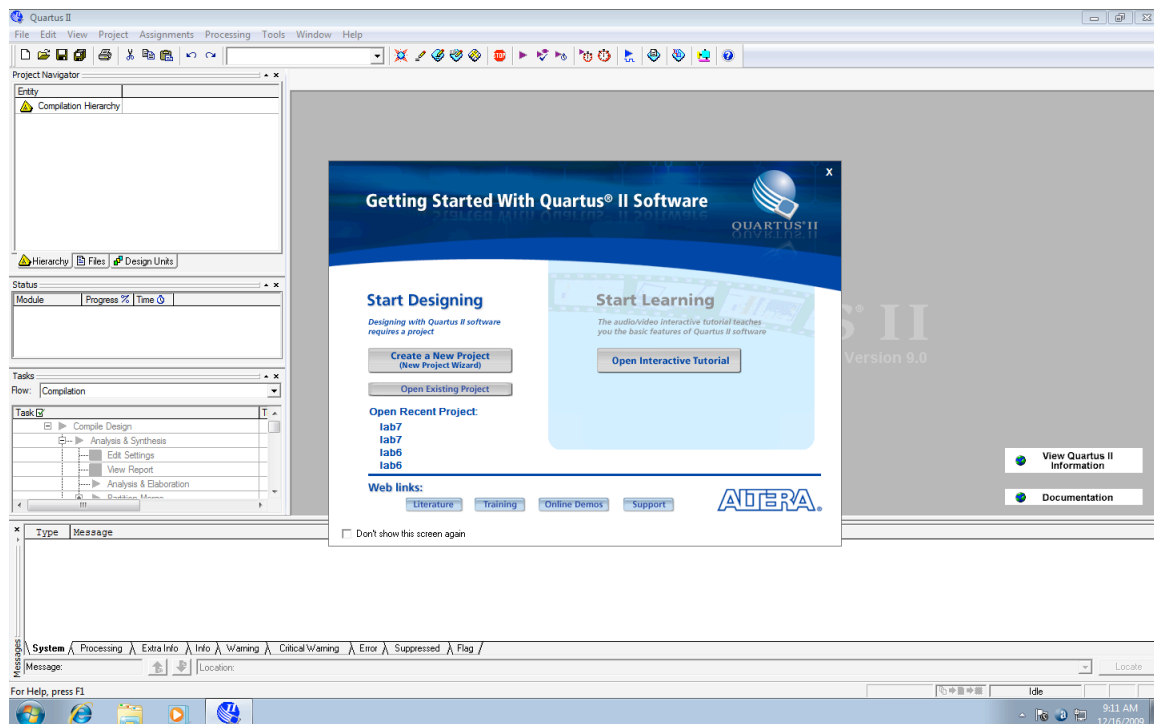 Quartus II
File Edit View Project Assignments Processing Tools Window Help
Project Navigator
Entity
Compilation Hierarchy
Hierarchy Files Design Units
Status
Module Progress % Time
Tasks
Flow: Compilation
Task T
Compile Design
Analysis & Synthesis
Edit Settings
View Report
Analysis & Elaboration
Partition Merge
Getting Started With Quartus® II Software
QUARTUS II
x
Start Designing
Designing with Quartus II software
requires a project
Create a New Project
(New Project Wizard)
Open Existing Project
Open Recent Project:
lab7
lab7
lab6
lab6
Start Learning
The audio/video interactive tutorial teaches
you the basic features of Quartus II software
Open Interactive Tutorial
Web links:
Literature Training Online Demos Support
ALTERA
Don't show this screen again
S® II
Version 9.0
View Quartus II
Information
Documentation
Type Message
System Processing Extra Info Info Warning Critical Warning Error Suppressed Flag
Messages
Message: Location: Locate
For Help, press F1
Idle
9:11 AM
12/16/2009